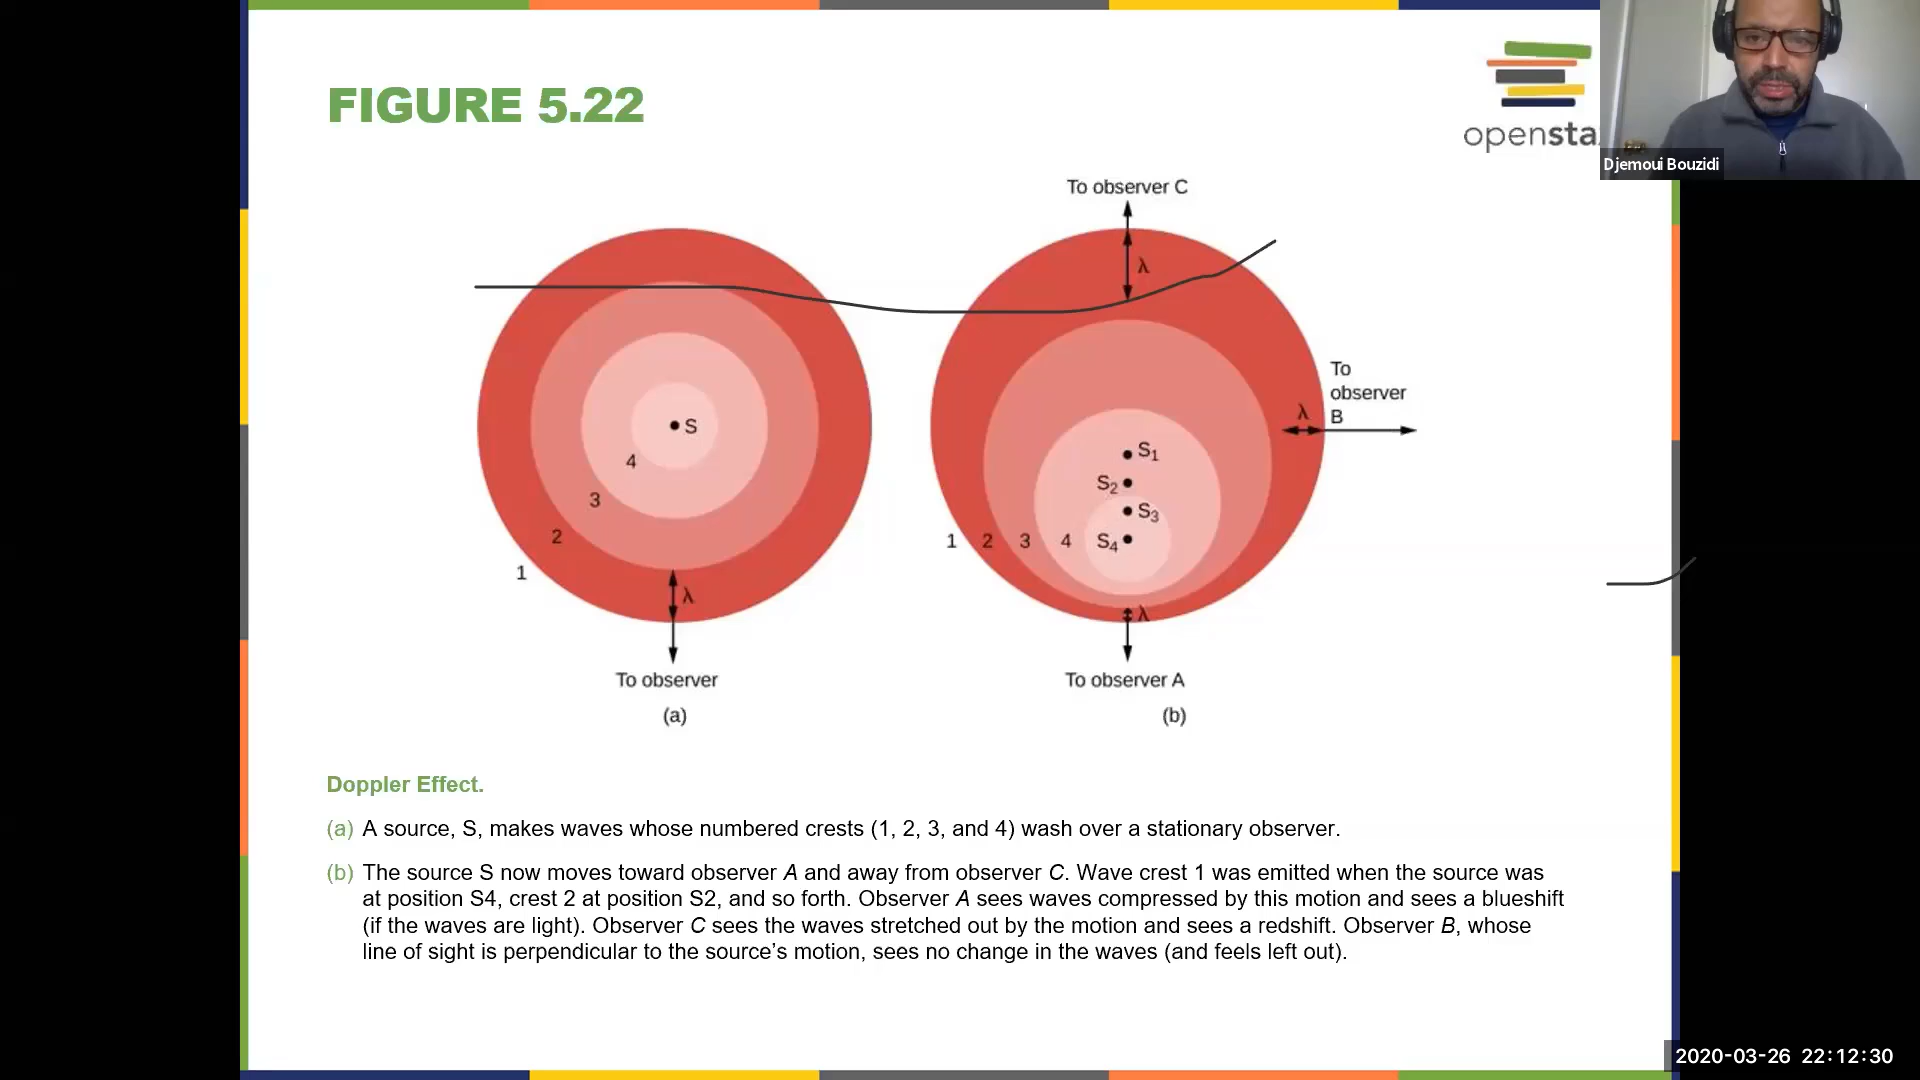 FIGURE 5.22
opensta
Djemoui Bouzidi
To observer C
λ
To
observer
B
λ
S
4
3
2
1
λ
S1
S2
S3
1 2 3 4 S4
λ
To observer
To observer A
(a)
(b)
Doppler Effect.
(a) A source, S, makes waves whose numbered crests (1, 2, 3, and 4) wash over a stationary observer.
(b) The source S now moves toward observer A and away from observer C. Wave crest 1 was emitted when the source was
at position S4, crest 2 at position S2, and so forth. Observer A sees waves compressed by this motion and sees a blueshift
(if the waves are light). Observer C sees the waves stretched out by the motion and sees a redshift. Observer B, whose
line of sight is perpendicular to the source’s motion, sees no change in the waves (and feels left out).
2020-03-26 22:12:30